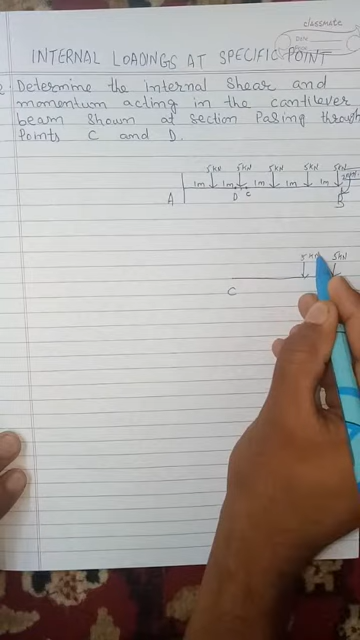 classmate
Date
INTERNAL LOADINGS AT SPECIFIC POINT
Determine the internal Shear and
momentum acting in the cantilever
beam Shown at section Pasing through
Points C and D.
5kN 5kN 5kN 5kN 5kN
1m 1m 1m 1m 1m
A D C B
5kN 5kN
C